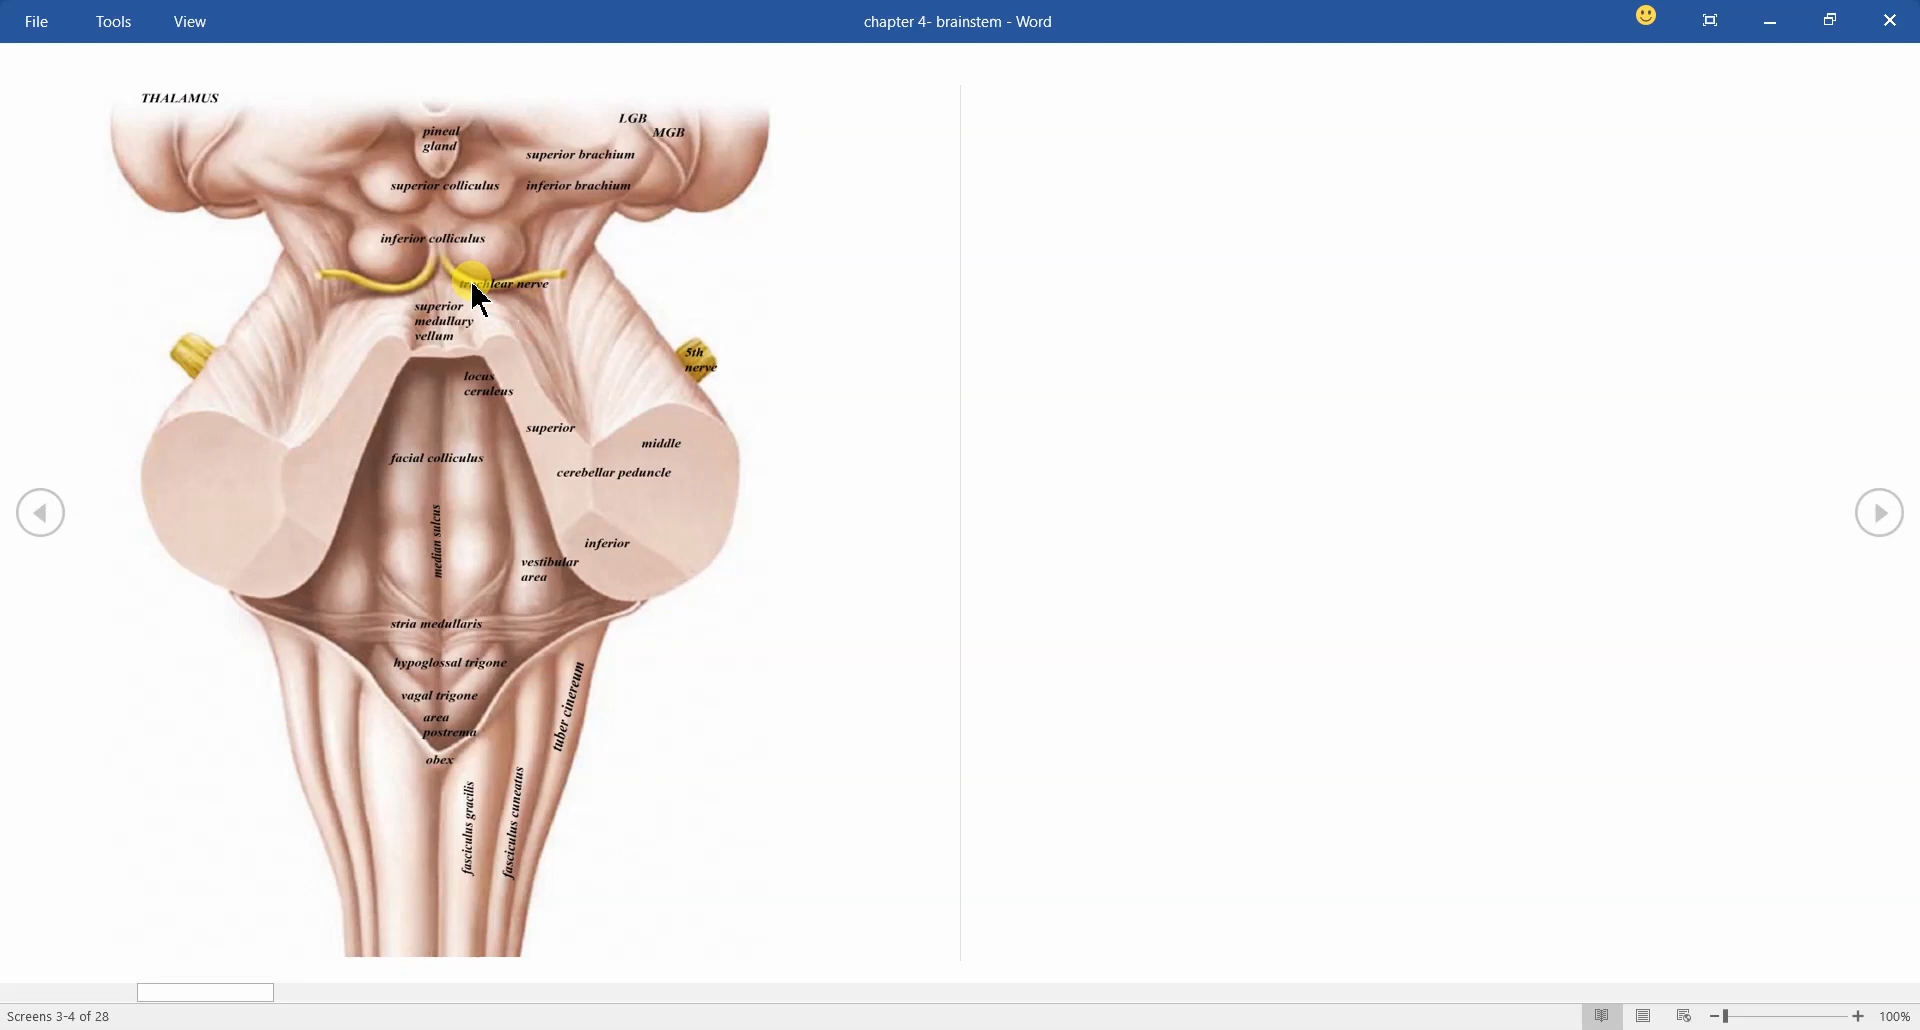 File Tools View chapter 4- brainstem - Word
THALAMUS
LGB
MGB
pineal
gland
superior brachium
superior colliculus
inferior brachium
inferior colliculus
trochlear nerve
superior
medullary
vellum
5th
nerve
locus
ceruleus
superior
middle
facial colliculus
cerebellar peduncle
median sulcus
inferior
vestibular
area
stria medullaris
hypoglossal trigone
tuber cinereum
vagal trigone
area
postrema
obex
fasciculus gracilis
fasciculus cuneatus
Screens 3-4 of 28
100%